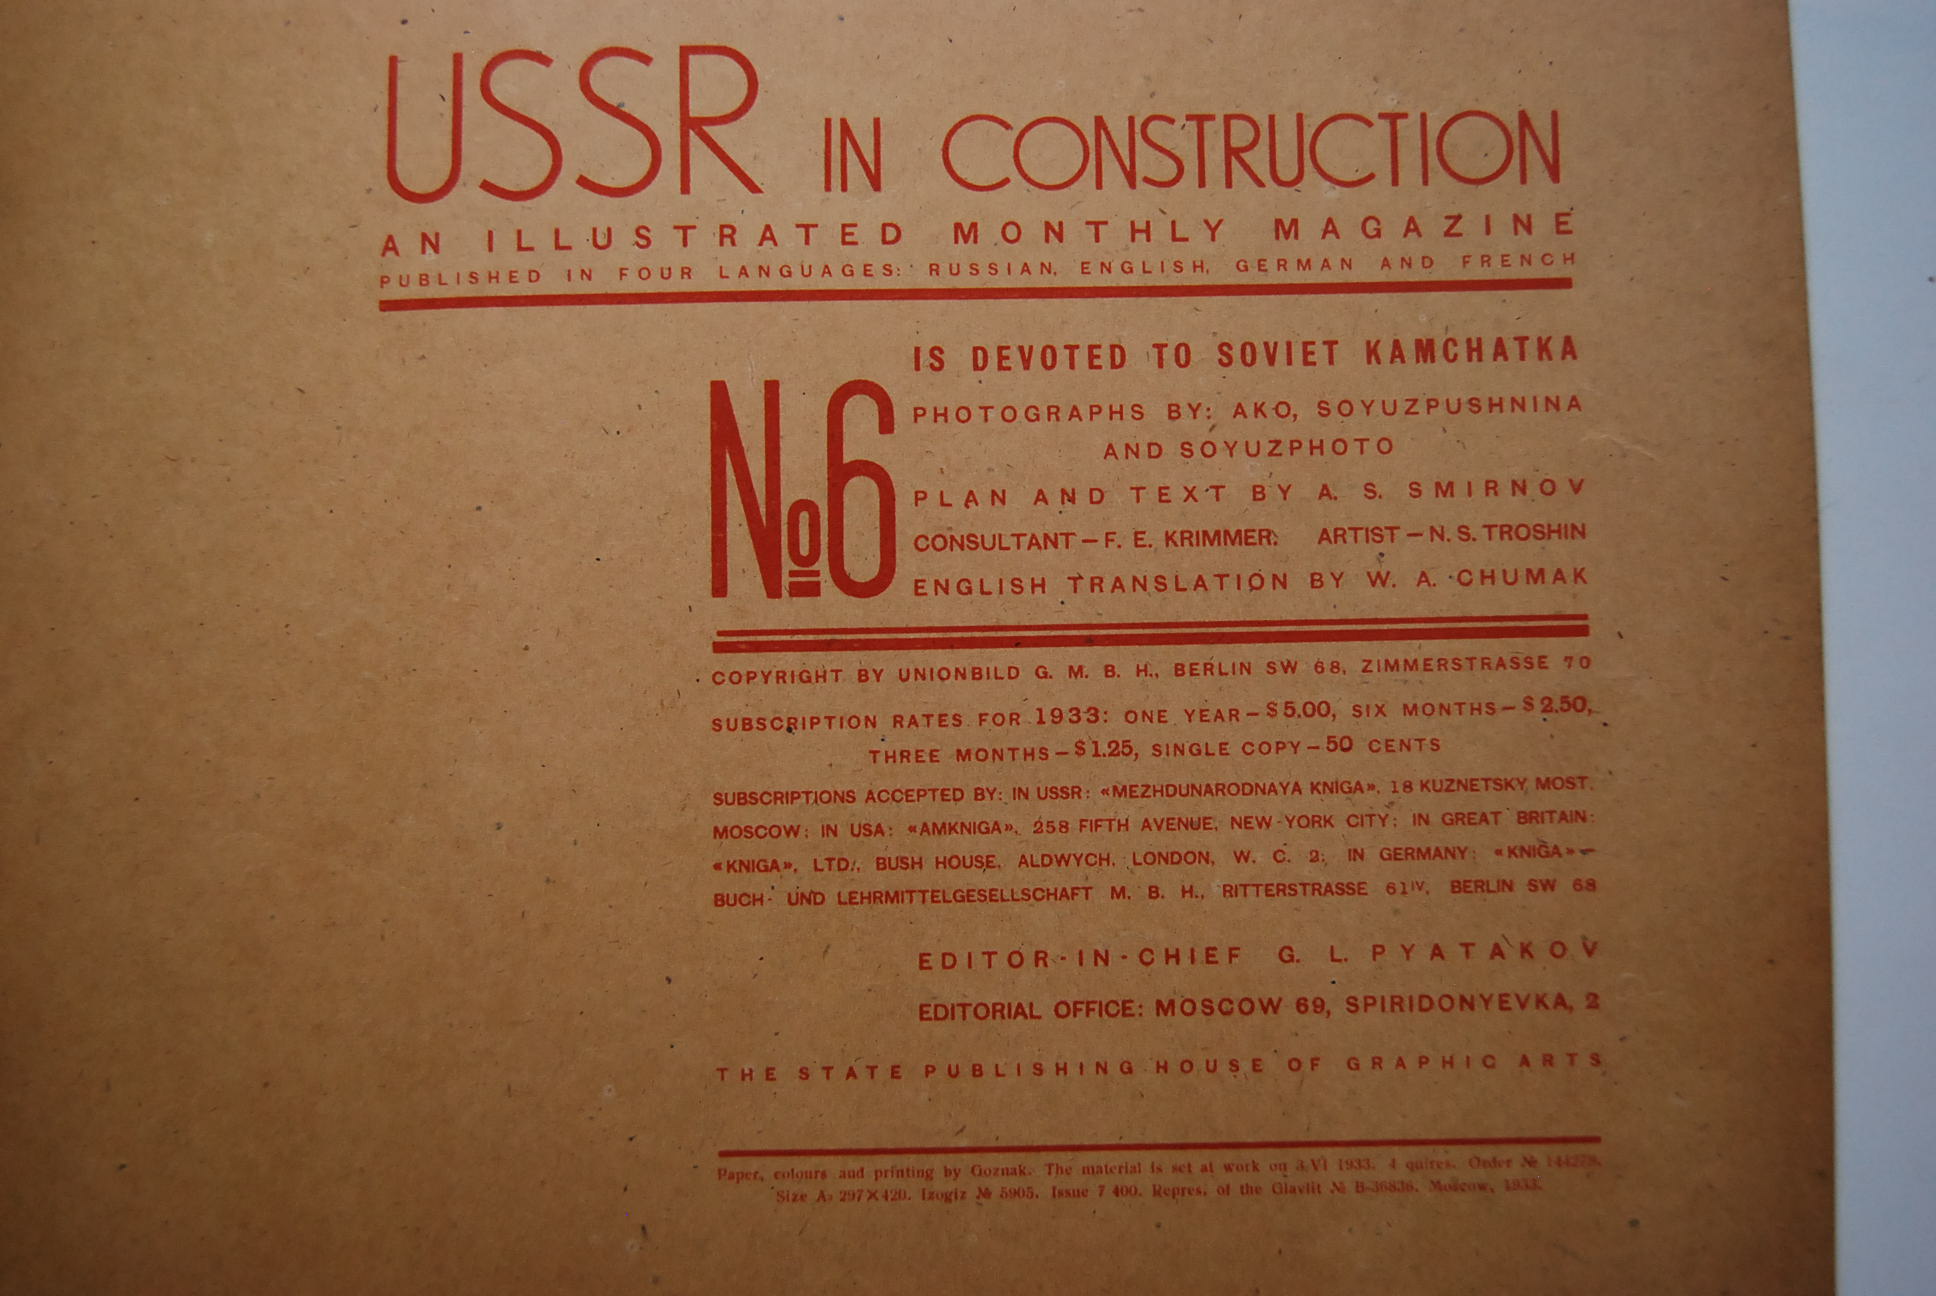 USSR IN CONSTRUCTION
AN ILLUSTRATED MONTHLY MAGAZINE
PUBLISHED IN FOUR LANGUAGES: RUSSIAN, ENGLISH, GERMAN AND FRENCH
№6
IS DEVOTED TO SOVIET KAMCHATKA
PHOTOGRAPHS BY: AKO, SOYUZPUSHNINA
AND SOYUZPHOTO
PLAN AND TEXT BY A. S. SMIRNOV
CONSULTANT – F. E. KRIMMER. ARTIST – N. S. TROSHIN
ENGLISH TRANSLATION BY W. A. CHUMAK
COPYRIGHT BY UNIONBILD G. M. B. H., BERLIN SW 68, ZIMMERSTRASSE 70
SUBSCRIPTION RATES FOR 1933: ONE YEAR – $5.00, SIX MONTHS – $2.50,
THREE MONTHS – $1.25, SINGLE COPY – 50 CENTS
SUBSCRIPTIONS ACCEPTED BY: IN USSR: «MEZHDUNARODNAYA KNIGA», 18 KUZNETSKY MOST,
MOSCOW; IN USA: «AMKNIGA», 258 FIFTH AVENUE, NEW-YORK CITY; IN GREAT BRITAIN:
«KNIGA», LTD., BUSH HOUSE, ALDWYCH, LONDON, W. C. 2; IN GERMANY: «KNIGA» –
BUCH- UND LEHRMITTELGESELLSCHAFT M. B. H., RITTERSTRASSE 61IV, BERLIN SW 68
EDITOR-IN-CHIEF G. L. PYATAKOV
EDITORIAL OFFICE: MOSCOW 69, SPIRIDONYEVKA, 2
THE STATE PUBLISHING HOUSE OF GRAPHIC ARTS
Paper, colours and printing by Goznak. The material is set at work on 3.VI 1933. 4 quires. Order №
Size A3 297×420. Izogiz № 5905. Issue 7 400. Repres. of the Glavlit № B-36836. Moscow, 1933.